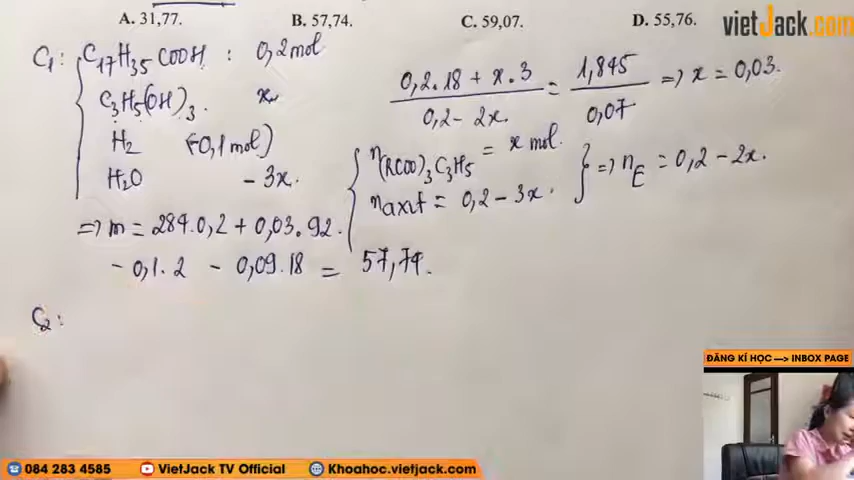 A. 31,77. B. 57,74. C. 59,07. D. 55,76.
vietJack.com
C1: C17H35COOH : 0,2 mol
C3H5(OH)3. x
H2 (-0,1 mol)
H2O - 3x.
(0,2.18 + x.3)/(0,2 - 2x.) = 1,845/0,07 => x = 0,03.
n(RCOO)3C3H5 = x mol.
naxit = 0,2 - 3x.
=> nE = 0,2 - 2x.
=> m = 284.0,2 + 0,03.92.
- 0,1.2 - 0,09.18 = 57,74.
C2:
ĐĂNG KÍ HỌC —> INBOX PAGE
084 283 4585 VietJack TV Official Khoahoc.vietjack.com